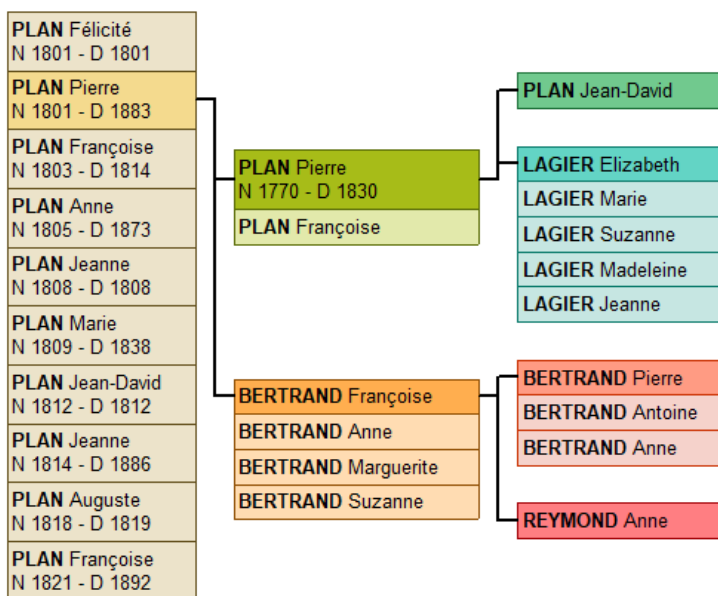 PLAN Félicité
N 1801 - D 1801
PLAN Pierre
N 1801 - D 1883
PLAN Françoise
N 1803 - D 1814
PLAN Anne
N 1805 - D 1873
PLAN Jeanne
N 1808 - D 1808
PLAN Marie
N 1809 - D 1838
PLAN Jean-David
N 1812 - D 1812
PLAN Jeanne
N 1814 - D 1886
PLAN Auguste
N 1818 - D 1819
PLAN Françoise
N 1821 - D 1892
PLAN Pierre
N 1770 - D 1830
PLAN Françoise
BERTRAND Françoise
BERTRAND Anne
BERTRAND Marguerite
BERTRAND Suzanne
PLAN Jean-David
LAGIER Elizabeth
LAGIER Marie
LAGIER Suzanne
LAGIER Madeleine
LAGIER Jeanne
BERTRAND Pierre
BERTRAND Antoine
BERTRAND Anne
REYMOND Anne